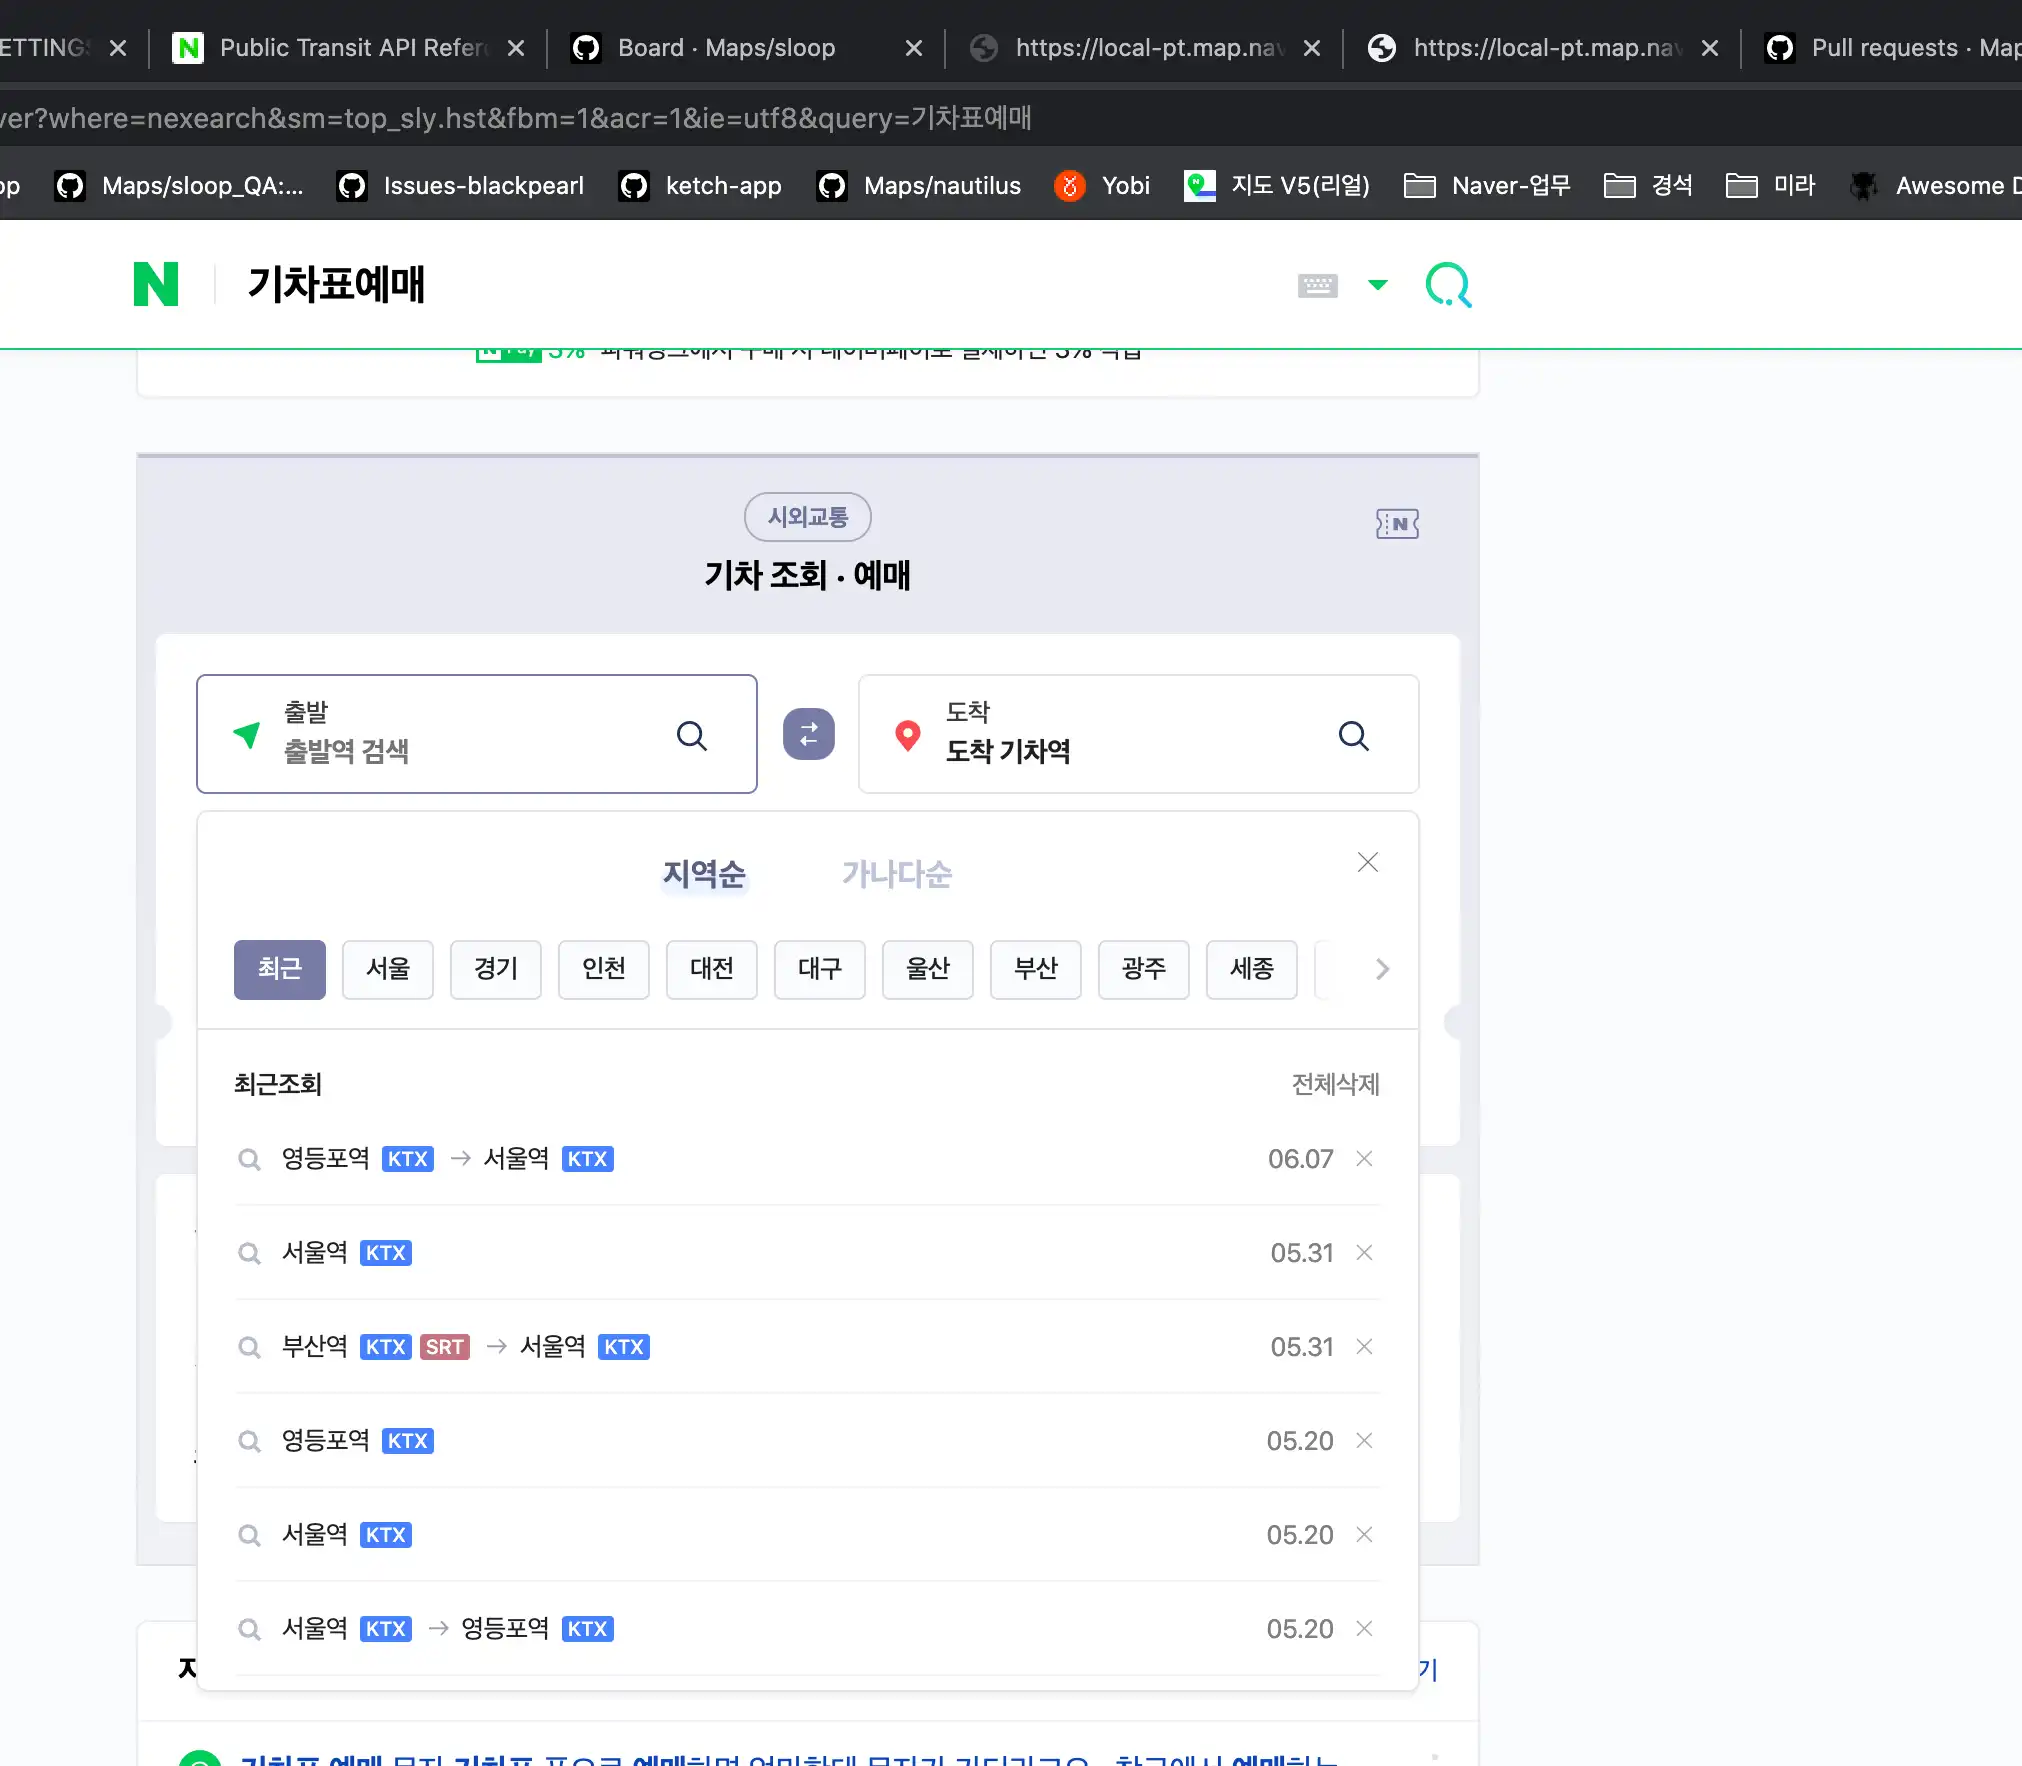 Public Transit API Refer
Board · Maps/sloop
https://local-pt.map.nav
https://local-pt.map.nav
Pull requests · Map
ver?where=nexearch&sm=top_sly.hst&fbm=1&acr=1&ie=utf8&query=기차표예매
op
Maps/sloop_QA:...
Issues-blackpearl
ketch-app
Maps/nautilus
Yobi
지도 V5(리얼)
Naver-업무
경석
미라
Awesome D
기차표예매
시외교통
기차 조회 · 예매
출발
출발역 검색
도착
도착 기차역
지역순
가나다순
최근
서울
경기
인천
대전
대구
울산
부산
광주
세종
최근조회
전체삭제
영등포역 KTX → 서울역 KTX 06.07
서울역 KTX 05.31
부산역 KTX SRT → 서울역 KTX 05.31
영등포역 KTX 05.20
서울역 KTX 05.20
서울역 KTX → 영등포역 KTX 05.20
기